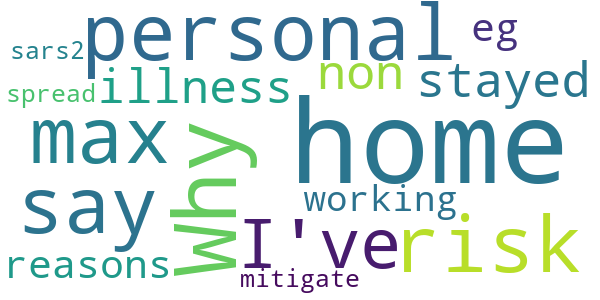 personal
eg
sars2
illness
non
stayed
spread
max
home
Why
say
working
I've
risk
reasons
mitigate